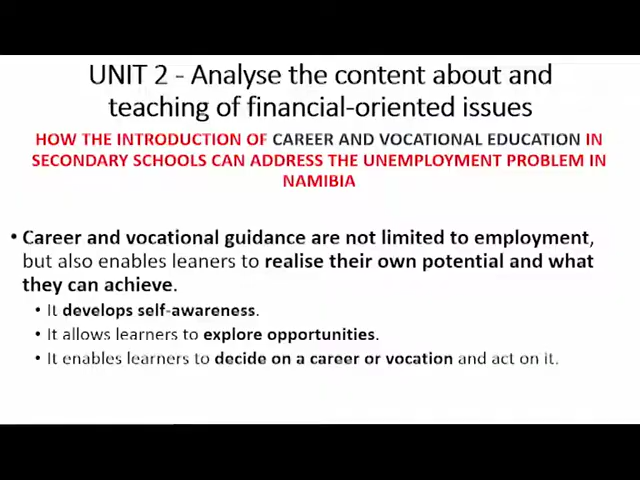 UNIT 2 - Analyse the content about and
teaching of financial-oriented issues
HOW THE INTRODUCTION OF CAREER AND VOCATIONAL EDUCATION IN
SECONDARY SCHOOLS CAN ADDRESS THE UNEMPLOYMENT PROBLEM IN
NAMIBIA
• Career and vocational guidance are not limited to employment,
but also enables leaners to realise their own potential and what
they can achieve.
• It develops self-awareness.
• It allows learners to explore opportunities.
• It enables learners to decide on a career or vocation and act on it.